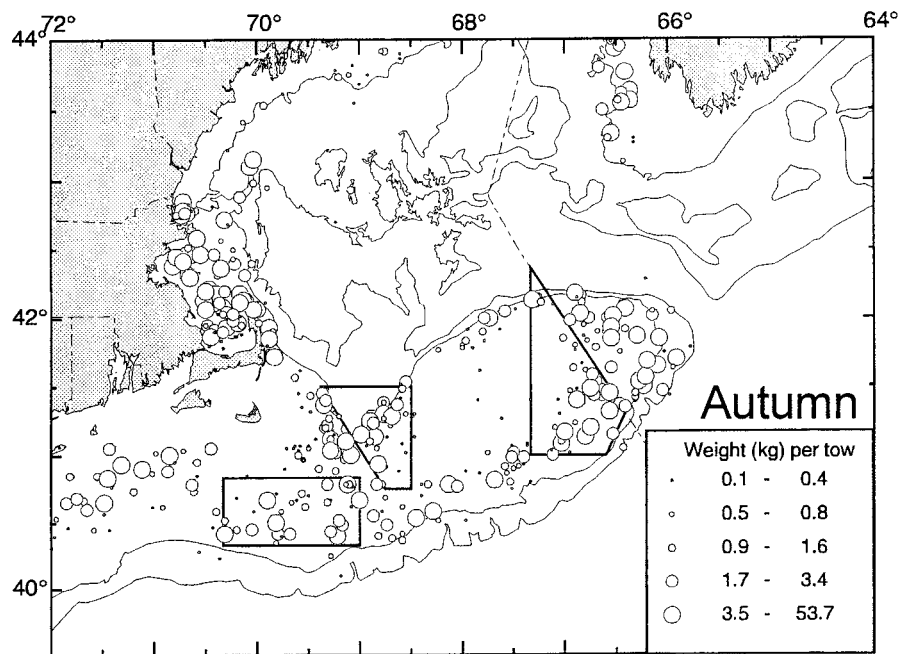 72° 70° 68° 66° 64°
44°
42°
40°
Autumn
Weight (kg) per tow
0.1 - 0.4
0.5 - 0.8
0.9 - 1.6
1.7 - 3.4
3.5 - 53.7